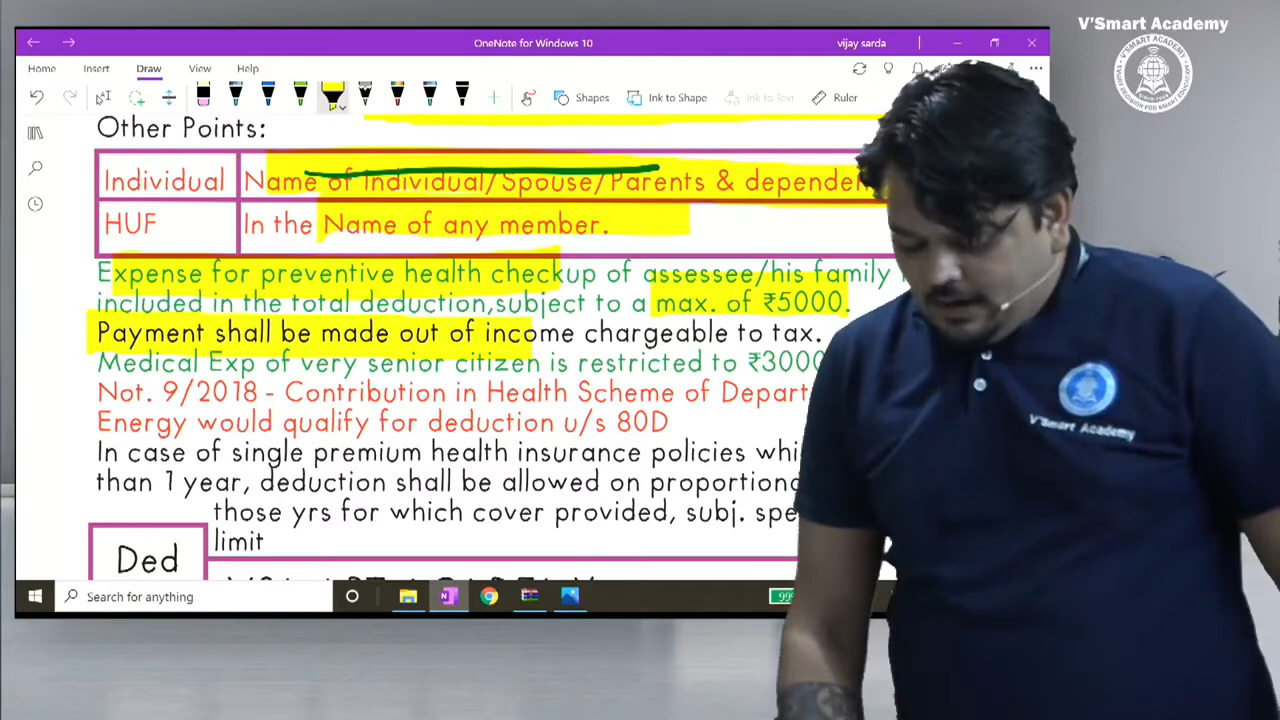 V'Smart Academy
OneNote for Windows 10
vijay sarda
Home Insert Draw View Help
Shapes Ink to Shape Ink to Text Ruler
Other Points:
Individual Name of Individual/Spouse/Parents &
HUF In the Name of any member.
Expense for preventive health checkup of assessee/his family
included in the total deduction,subject to a max. of ₹5000.
Payment shall be made out of income chargeable to tax.
Medical Exp of very senior citizen is restricted to
Not. 9/2018 - Contribution in Health Scheme of
Energy would qualify for deduction u/s 80D
In case of single premium health insurance policies
than 1 year, deduction shall be allowed on
those yrs for which cover provided, subj.
limit
Ded
Search for anything
V'Smart Academy